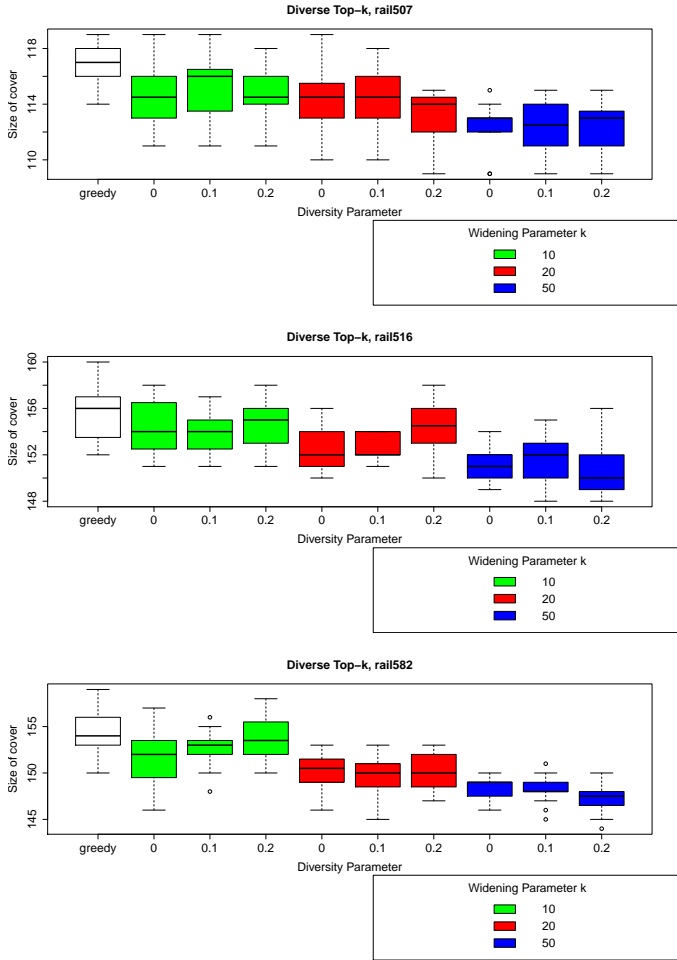 Diverse Top−k, rail507
Size of cover
118
114
110
greedy 0 0.1 0.2 0 0.1 0.2 0 0.1 0.2
Diversity Parameter
Widening Parameter k
10
20
50
Diverse Top−k, rail516
Size of cover
160
156
152
148
greedy 0 0.1 0.2 0 0.1 0.2 0 0.1 0.2
Diversity Parameter
Widening Parameter k
10
20
50
Diverse Top−k, rail582
Size of cover
155
150
145
greedy 0 0.1 0.2 0 0.1 0.2 0 0.1 0.2
Diversity Parameter
Widening Parameter k
10
20
50